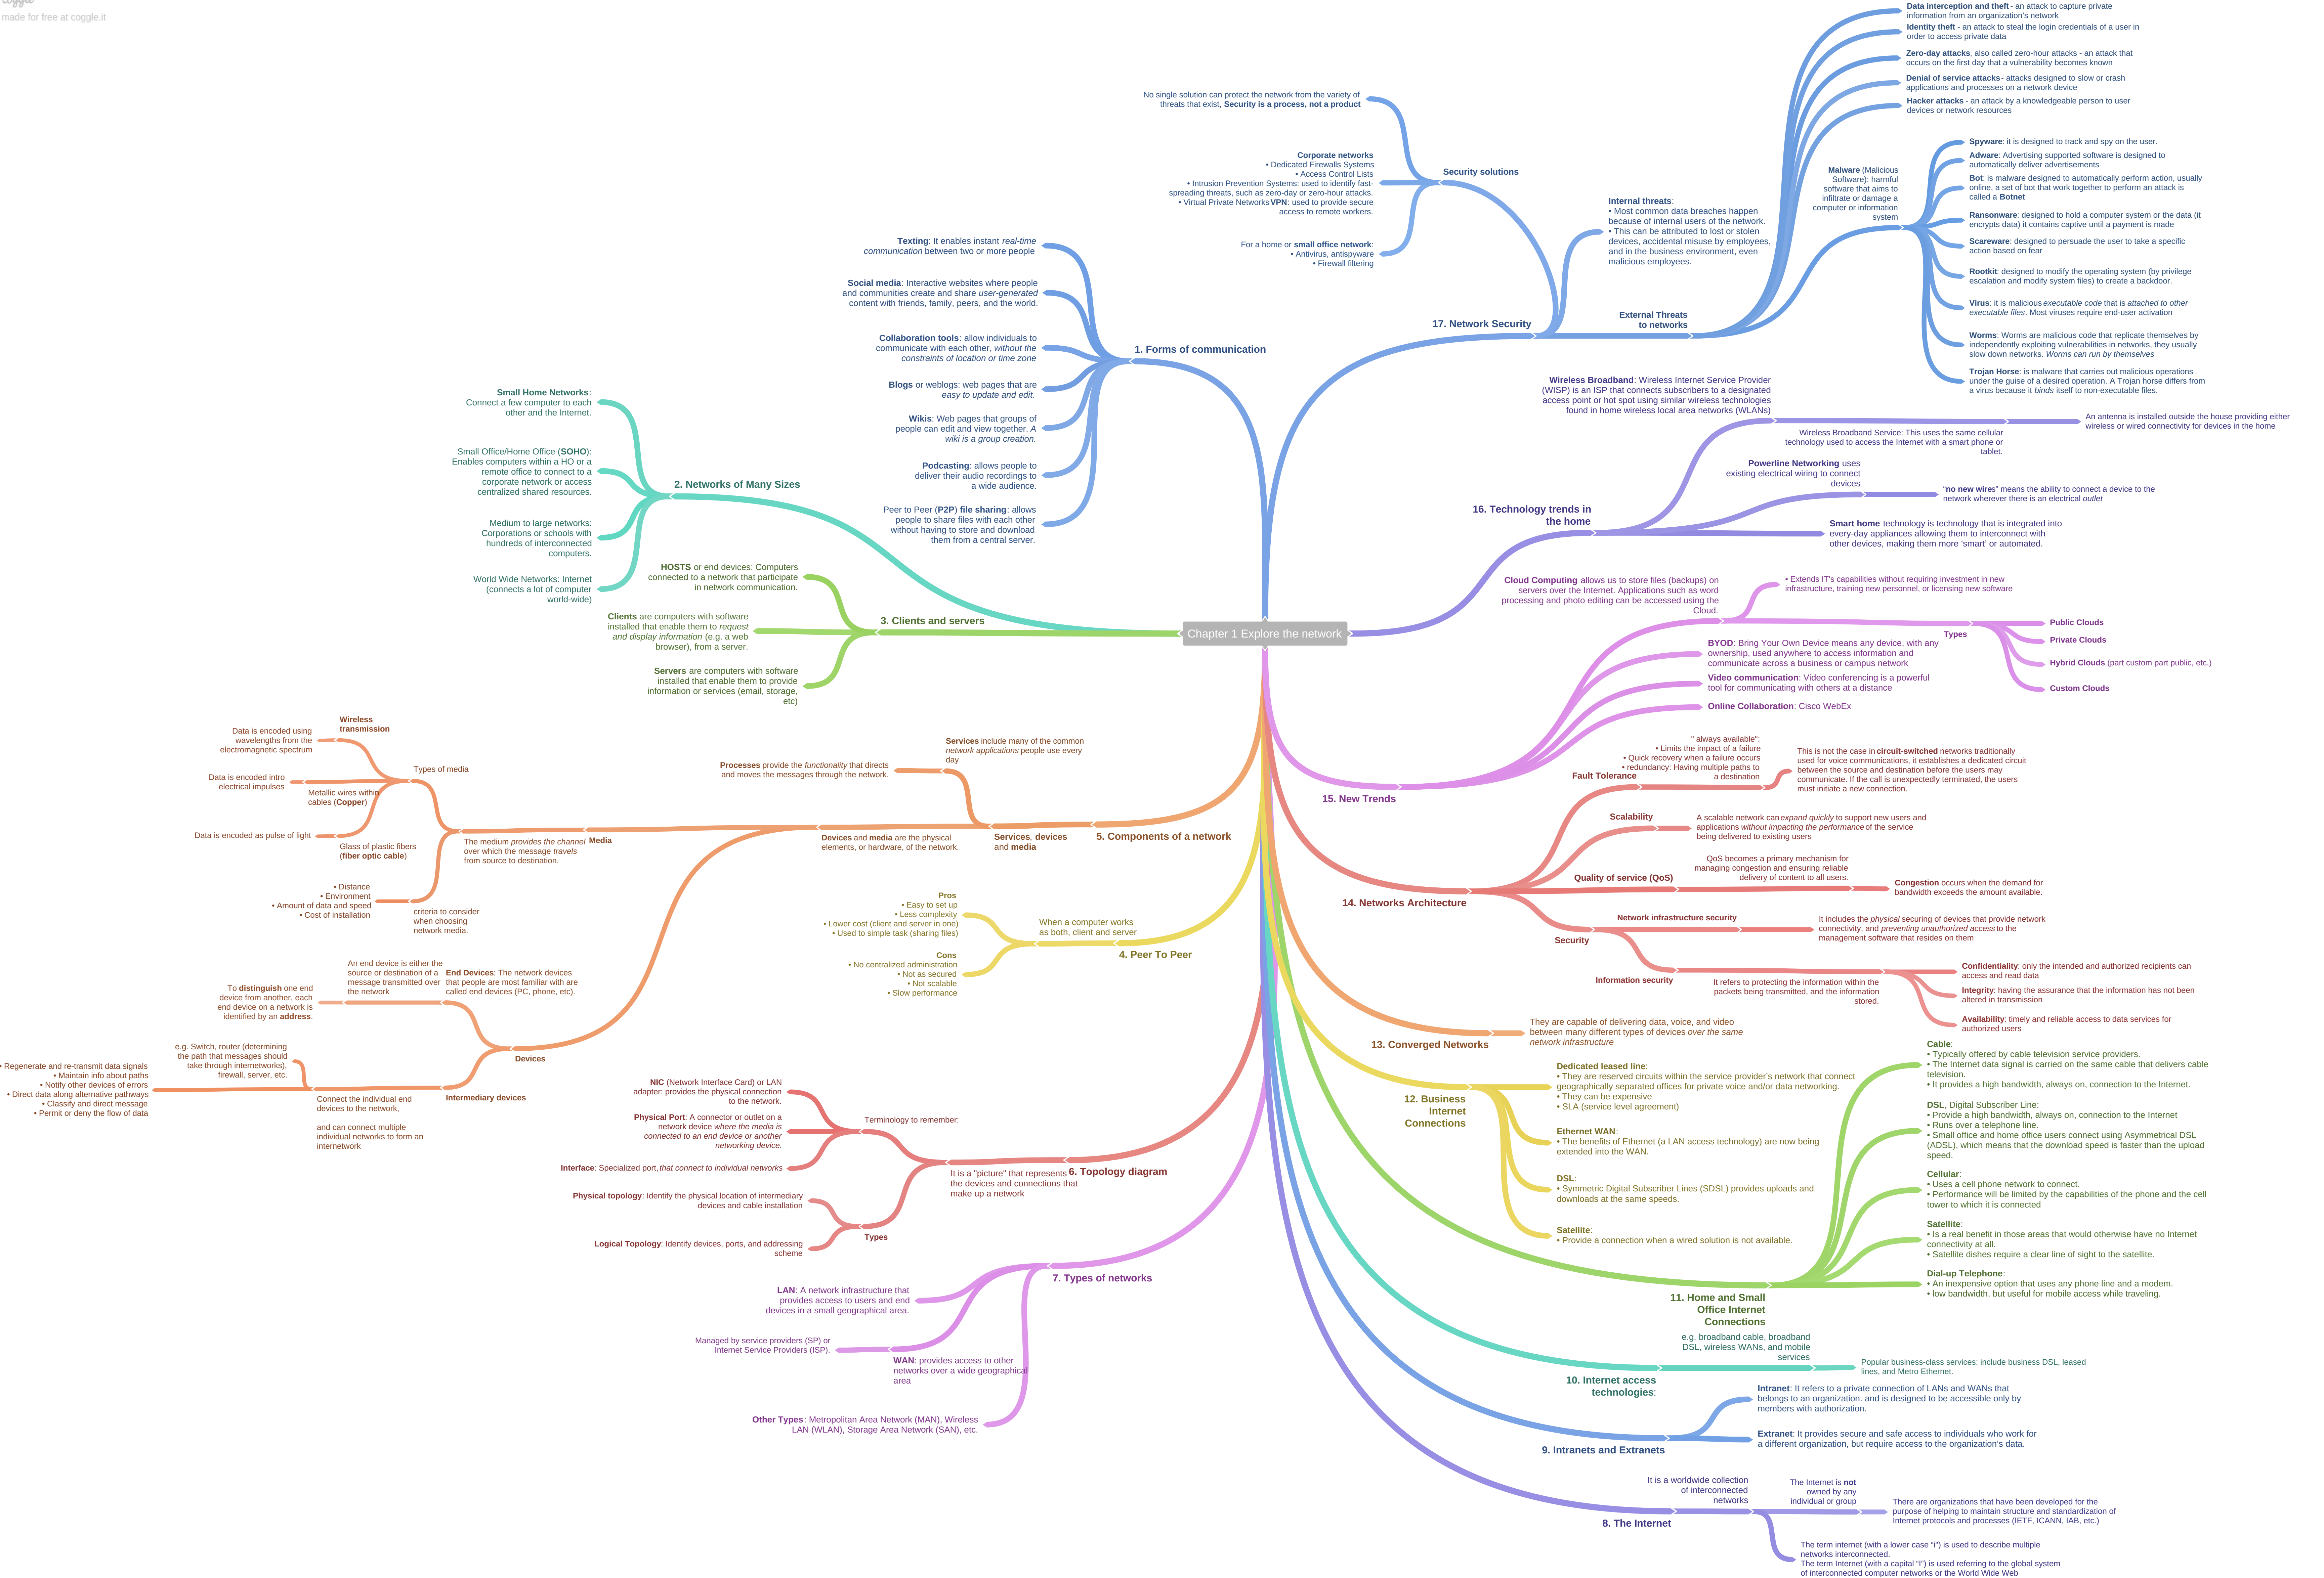 coggle
made for free at coggle.it
Chapter 1 Explore the network
1. Forms of communication
Texting: It enables instant real-time
communication between two or more people
Social media: Interactive websites where people
and communities create and share user-generated
content with friends, family, peers, and the world.
Collaboration tools: allow individuals to
communicate with each other, without the
constraints of location or time zone
Blogs or weblogs: web pages that are
easy to update and edit.
Wikis: Web pages that groups of
people can edit and view together. A
wiki is a group creation.
Podcasting: allows people to
deliver their audio recordings to
a wide audience.
Peer to Peer (P2P) file sharing: allows
people to share files with each other
without having to store and download
them from a central server.
2. Networks of Many Sizes
Small Home Networks:
Connect a few computer to each
other and the Internet.
Small Office/Home Office (SOHO):
Enables computers within a HO or a
remote office to connect to a
corporate network or access
centralized shared resources.
Medium to large networks:
Corporations or schools with
hundreds of interconnected
computers.
World Wide Networks: Internet
(connects a lot of computer
world-wide)
3. Clients and servers
HOSTS or end devices: Computers
connected to a network that participate
in network communication.
Clients are computers with software
installed that enable them to request
and display information (e.g. a web
browser), from a server.
Servers are computers with software
installed that enable them to provide
information or services (email, storage,
etc)
5. Components of a network
Services, devices
and media
Services include many of the common
network applications people use every
day
Processes provide the functionality that directs
and moves the messages through the network.
Devices and media are the physical
elements, or hardware, of the network.
Media
The medium provides the channel
over which the message travels
from source to destination.
Types of media
Wireless
transmission
Data is encoded using
wavelengths from the
electromagnetic spectrum
Metallic wires within
cables (Copper)
Data is encoded intro
electrical impulses
Glass of plastic fibers
(fiber optic cable)
Data is encoded as pulse of light
criteria to consider
when choosing
network media.
• Distance
• Environment
• Amount of data and speed
• Cost of installation
Devices
End Devices: The network devices
that people are most familiar with are
called end devices (PC, phone, etc).
An end device is either the
source or destination of a
message transmitted over
the network
To distinguish one end
device from another, each
end device on a network is
identified by an address.
Intermediary devices
Connect the individual end
devices to the network,
and can connect multiple
individual networks to form an
internetwork
e.g. Switch, router (determining
the path that messages should
take through internetworks),
firewall, server, etc.
• Regenerate and re-transmit data signals
• Maintain info about paths
• Notify other devices of errors
• Direct data along alternative pathways
• Classify and direct message
• Permit or deny the flow of data
4. Peer To Peer
When a computer works
as both, client and server
Pros
• Easy to set up
• Less complexity
• Lower cost (client and server in one)
• Used to simple task (sharing files)
Cons
• No centralized administration
• Not as secured
• Not scalable
• Slow performance
6. Topology diagram
It is a "picture" that represents
the devices and connections that
make up a network
Terminology to remember:
NIC (Network Interface Card) or LAN
adapter: provides the physical connection
to the network.
Physical Port: A connector or outlet on a
network device where the media is
connected to an end device or another
networking device.
Interface: Specialized port, that connect to individual networks
Types
Physical topology: Identify the physical location of intermediary
devices and cable installation
Logical Topology: Identify devices, ports, and addressing
scheme
7. Types of networks
LAN: A network infrastructure that
provides access to users and end
devices in a small geographical area.
WAN: provides access to other
networks over a wide geographical
area
Managed by service providers (SP) or
Internet Service Providers (ISP).
Other Types: Metropolitan Area Network (MAN), Wireless
LAN (WLAN), Storage Area Network (SAN), etc.
17. Network Security
Security solutions
No single solution can protect the network from the variety of
threats that exist, Security is a process, not a product
Corporate networks
• Dedicated Firewalls Systems
• Access Control Lists
• Intrusion Prevention Systems: used to identify fast-
spreading threats, such as zero-day or zero-hour attacks.
• Virtual Private Networks VPN: used to provide secure
access to remote workers.
For a home or small office network:
• Antivirus, antispyware
• Firewall filtering
Internal threats:
• Most common data breaches happen
because of internal users of the network.
• This can be attributed to lost or stolen
devices, accidental misuse by employees,
and in the business environment, even
malicious employees.
External Threats
to networks
Data interception and theft - an attack to capture private
information from an organization's network
Identity theft - an attack to steal the login credentials of a user in
order to access private data
Zero-day attacks, also called zero-hour attacks - an attack that
occurs on the first day that a vulnerability becomes known
Denial of service attacks - attacks designed to slow or crash
applications and processes on a network device
Hacker attacks - an attack by a knowledgeable person to user
devices or network resources
Malware (Malicious
Software): harmful
software that aims to
infiltrate or damage a
computer or information
system
Spyware: it is designed to track and spy on the user.
Adware: Advertising supported software is designed to
automatically deliver advertisements
Bot: is malware designed to automatically perform action, usually
online, a set of bot that work together to perform an attack is
called a Botnet
Ransonware: designed to hold a computer system or the data (it
encrypts data) it contains captive until a payment is made
Scareware: designed to persuade the user to take a specific
action based on fear
Rootkit: designed to modify the operating system (by privilege
escalation and modify system files) to create a backdoor.
Virus: it is malicious executable code that is attached to other
executable files. Most viruses require end-user activation
Worms: Worms are malicious code that replicate themselves by
independently exploiting vulnerabilities in networks, they usually
slow down networks. Worms can run by themselves
Trojan Horse: is malware that carries out malicious operations
under the guise of a desired operation. A Trojan horse differs from
a virus because it binds itself to non-executable files.
16. Technology trends in
the home
Wireless Broadband: Wireless Internet Service Provider
(WISP) is an ISP that connects subscribers to a designated
access point or hot spot using similar wireless technologies
found in home wireless local area networks (WLANs)
Wireless Broadband Service: This uses the same cellular
technology used to access the Internet with a smart phone or
tablet.
An antenna is installed outside the house providing either
wireless or wired connectivity for devices in the home
Powerline Networking uses
existing electrical wiring to connect
devices
"no new wires" means the ability to connect a device to the
network wherever there is an electrical outlet
Smart home technology is technology that is integrated into
every-day appliances allowing them to interconnect with
other devices, making them more 'smart' or automated.
15. New Trends
Cloud Computing allows us to store files (backups) on
servers over the Internet. Applications such as word
processing and photo editing can be accessed using the
Cloud.
• Extends IT's capabilities without requiring investment in new
infrastructure, training new personnel, or licensing new software
Types
Public Clouds
Private Clouds
Hybrid Clouds (part custom part public, etc.)
Custom Clouds
BYOD: Bring Your Own Device means any device, with any
ownership, used anywhere to access information and
communicate across a business or campus network
Video communication: Video conferencing is a powerful
tool for communicating with others at a distance
Online Collaboration: Cisco WebEx
14. Networks Architecture
Fault Tolerance
" always available":
• Limits the impact of a failure
• Quick recovery when a failure occurs
• redundancy: Having multiple paths to
a destination
This is not the case in circuit-switched networks traditionally
used for voice communications, it establishes a dedicated circuit
between the source and destination before the users may
communicate. If the call is unexpectedly terminated, the users
must initiate a new connection.
Scalability
A scalable network can expand quickly to support new users and
applications without impacting the performance of the service
being delivered to existing users
Quality of service (QoS)
QoS becomes a primary mechanism for
managing congestion and ensuring reliable
delivery of content to all users.
Congestion occurs when the demand for
bandwidth exceeds the amount available.
Security
Network infrastructure security
It includes the physical securing of devices that provide network
connectivity, and preventing unauthorized access to the
management software that resides on them
Information security
It refers to protecting the information within the
packets being transmitted, and the information
stored.
Confidentiality: only the intended and authorized recipients can
access and read data
Integrity: having the assurance that the information has not been
altered in transmission
Availability: timely and reliable access to data services for
authorized users
13. Converged Networks
They are capable of delivering data, voice, and video
between many different types of devices over the same
network infrastructure
12. Business
Internet
Connections
Dedicated leased line:
• They are reserved circuits within the service provider's network that connect
geographically separated offices for private voice and/or data networking.
• They can be expensive
• SLA (service level agreement)
Ethernet WAN:
• The benefits of Ethernet (a LAN access technology) are now being
extended into the WAN.
DSL:
• Symmetric Digital Subscriber Lines (SDSL) provides uploads and
downloads at the same speeds.
Satellite:
• Provide a connection when a wired solution is not available.
11. Home and Small
Office Internet
Connections
Cable:
• Typically offered by cable television service providers.
• The Internet data signal is carried on the same cable that delivers cable
television.
• It provides a high bandwidth, always on, connection to the Internet.
DSL, Digital Subscriber Line:
• Provide a high bandwidth, always on, connection to the Internet
• Runs over a telephone line.
• Small office and home office users connect using Asymmetrical DSL
(ADSL), which means that the download speed is faster than the upload
speed.
Cellular:
• Uses a cell phone network to connect.
• Performance will be limited by the capabilities of the phone and the cell
tower to which it is connected
Satellite:
• Is a real benefit in those areas that would otherwise have no Internet
connectivity at all.
• Satellite dishes require a clear line of sight to the satellite.
Dial-up Telephone:
• An inexpensive option that uses any phone line and a modem.
• low bandwidth, but useful for mobile access while traveling.
10. Internet access
technologies:
e.g. broadband cable, broadband
DSL, wireless WANs, and mobile
services
Popular business-class services: include business DSL, leased
lines, and Metro Ethernet.
9. Intranets and Extranets
Intranet: It refers to a private connection of LANs and WANs that
belongs to an organization. and is designed to be accessible only by
members with authorization.
Extranet: It provides secure and safe access to individuals who work for
a different organization, but require access to the organization's data.
8. The Internet
It is a worldwide collection
of interconnected
networks
The Internet is not
owned by any
individual or group
There are organizations that have been developed for the
purpose of helping to maintain structure and standardization of
Internet protocols and processes (IETF, ICANN, IAB, etc.)
The term internet (with a lower case "i") is used to describe multiple
networks interconnected.
The term Internet (with a capital "I") is used referring to the global system
of interconnected computer networks or the World Wide Web